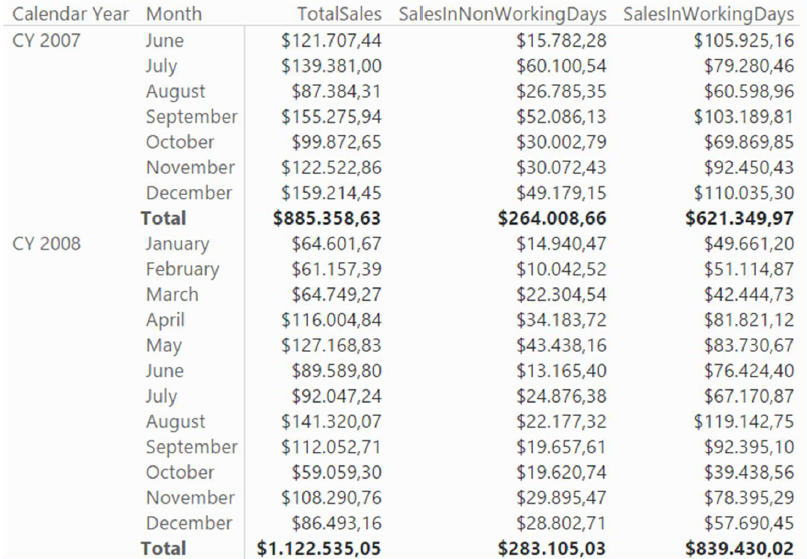 Calendar Year Month TotalSales SalesInNonWorkingDays SalesInWorkingDays
CY 2007 June $121.707,44 $15.782,28 $105.925,16
July $139.381,00 $60.100,54 $79.280,46
August $87.384,31 $26.785,35 $60.598,96
September $155.275,94 $52.086,13 $103.189,81
October $99.872,65 $30.002,79 $69.869,85
November $122.522,86 $30.072,43 $92.450,43
December $159.214,45 $49.179,15 $110.035,30
Total $885.358,63 $264.008,66 $621.349,97
CY 2008 January $64.601,67 $14.940,47 $49.661,20
February $61.157,39 $10.042,52 $51.114,87
March $64.749,27 $22.304,54 $42.444,73
April $116.004,84 $34.183,72 $81.821,12
May $127.168,83 $43.438,16 $83.730,67
June $89.589,80 $13.165,40 $76.424,40
July $92.047,24 $24.876,38 $67.170,87
August $141.320,07 $22.177,32 $119.142,75
September $112.052,71 $19.657,61 $92.395,10
October $59.059,30 $19.620,74 $39.438,56
November $108.290,76 $29.895,47 $78.395,29
December $86.493,16 $28.802,71 $57.690,45
Total $1.122.535,05 $283.105,03 $839.430,02